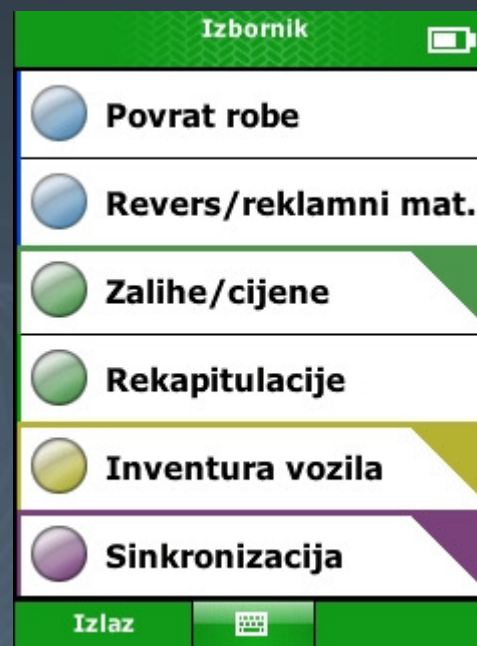 Izbornik
Povrat robe
Revers/reklamni mat.
Zalihe/cijene
Rekapitulacije
Inventura vozila
Sinkronizacija
Izlaz